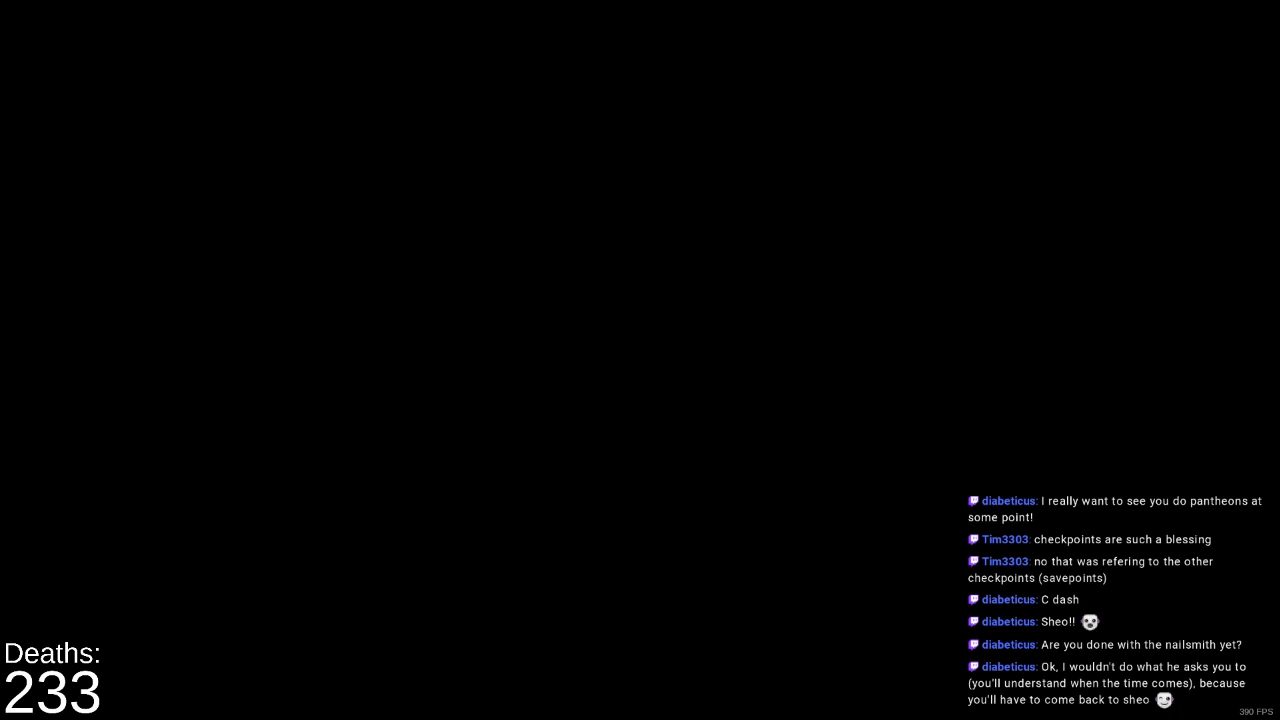 diabeticus: I really want to see you do pantheons at
some point!
Tim3303: checkpoints are such a blessing
Tim3303: no that was refering to the other
checkpoints (savepoints)
diabeticus: C dash
diabeticus: Sheo!!
diabeticus: Are you done with the nailsmith yet?
diabeticus: Ok, I wouldn't do what he asks you to
(you'll understand when the time comes), because
you'll have to come back to sheo
Deaths:
233
390 FPS